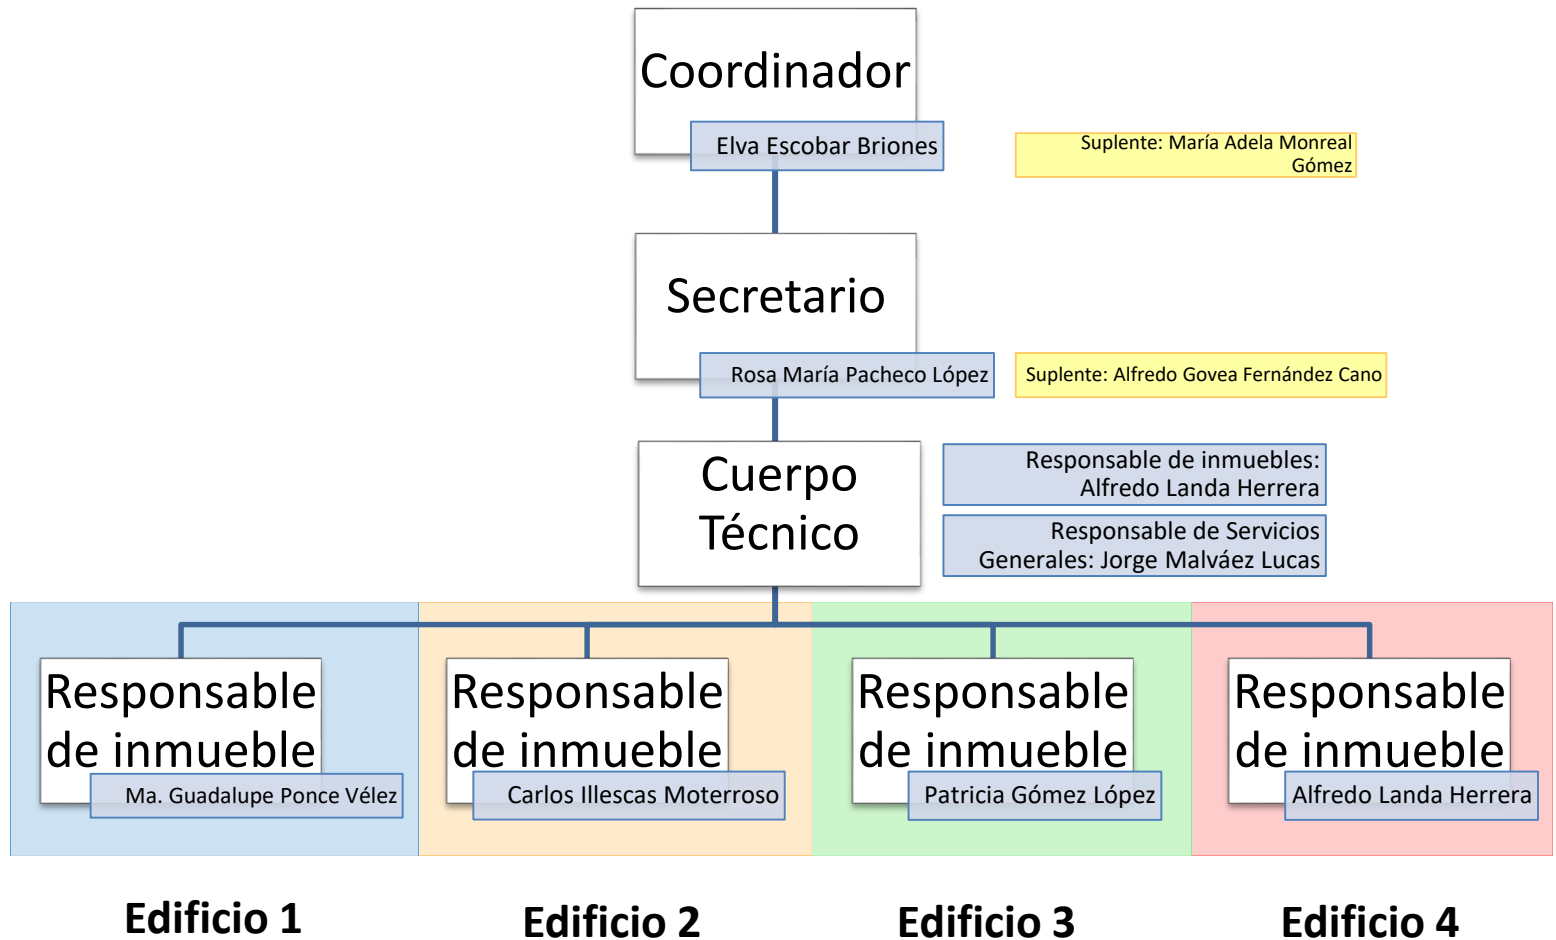 Coordinador
Elva Escobar Briones
Suplente: María Adela Monreal
Gómez
Secretario
Rosa María Pacheco López
Suplente: Alfredo Govea Fernández Cano
Cuerpo
Técnico
Responsable de inmuebles:
Alfredo Landa Herrera
Responsable de Servicios
Generales: Jorge Malváez Lucas
Responsable
de inmueble
Ma. Guadalupe Ponce Vélez
Responsable
de inmueble
Carlos Illescas Moterroso
Responsable
de inmueble
Patricia Gómez López
Responsable
de inmueble
Alfredo Landa Herrera
Edificio 1
Edificio 2
Edificio 3
Edificio 4